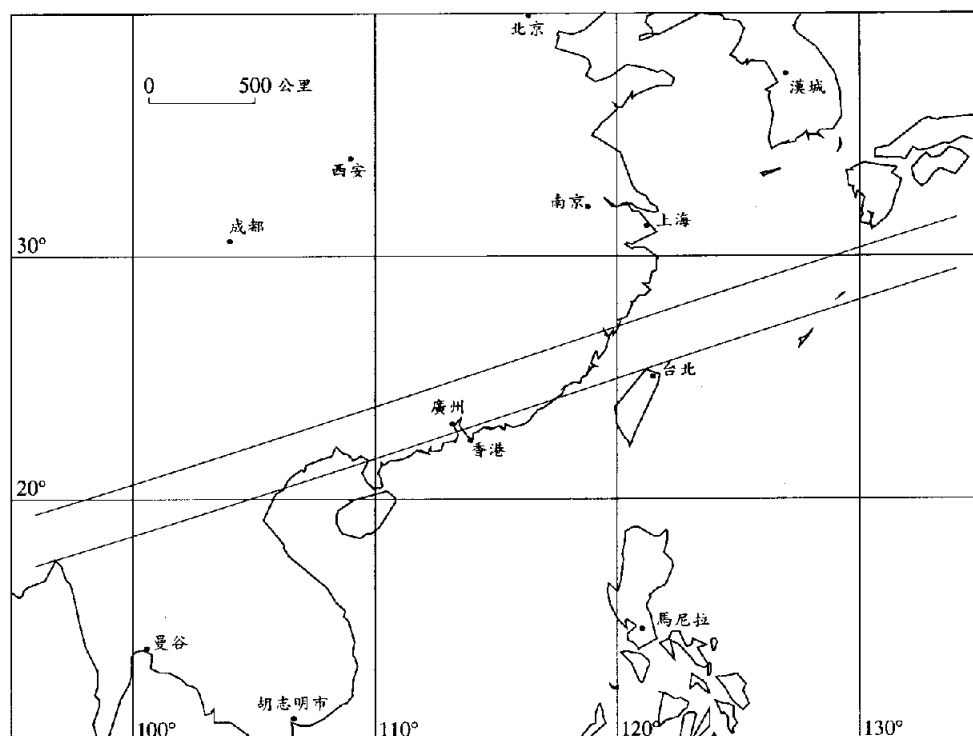 北京
0 500 公里
漢城
西安
南京
上海
成都
30°
台北
廣州
香港
20°
馬尼拉
曼谷
胡志明市
100° 110° 120° 130°